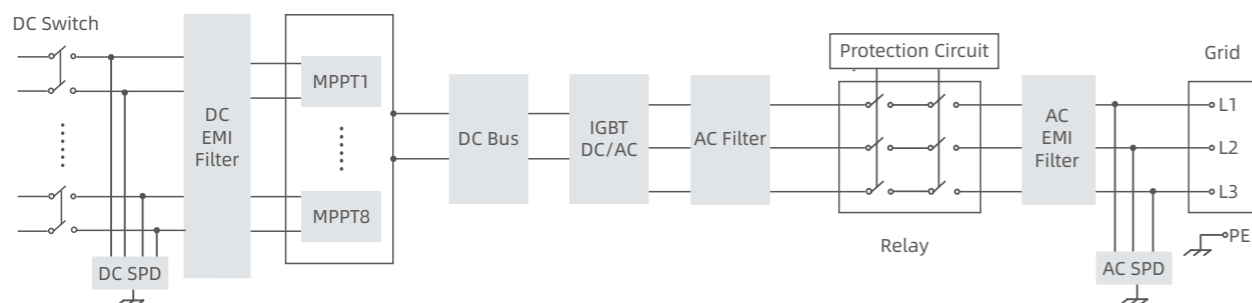 DC Switch
DC
EMI
Filter
DC SPD
MPPT1
MPPT8
DC Bus
IGBT
DC/AC
AC Filter
Protection Circuit
Relay
AC
EMI
Filter
AC SPD
Grid
L1
L2
L3
PE